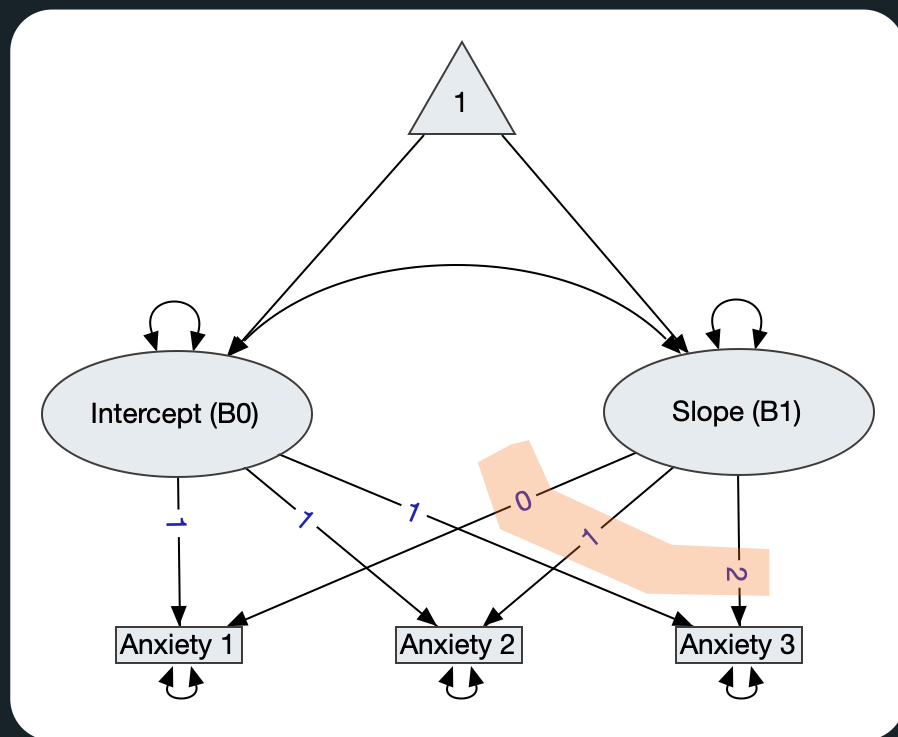 1
Intercept (B0)
Slope (B1)
1
1
1
0
1
2
Anxiety 1
Anxiety 2
Anxiety 3